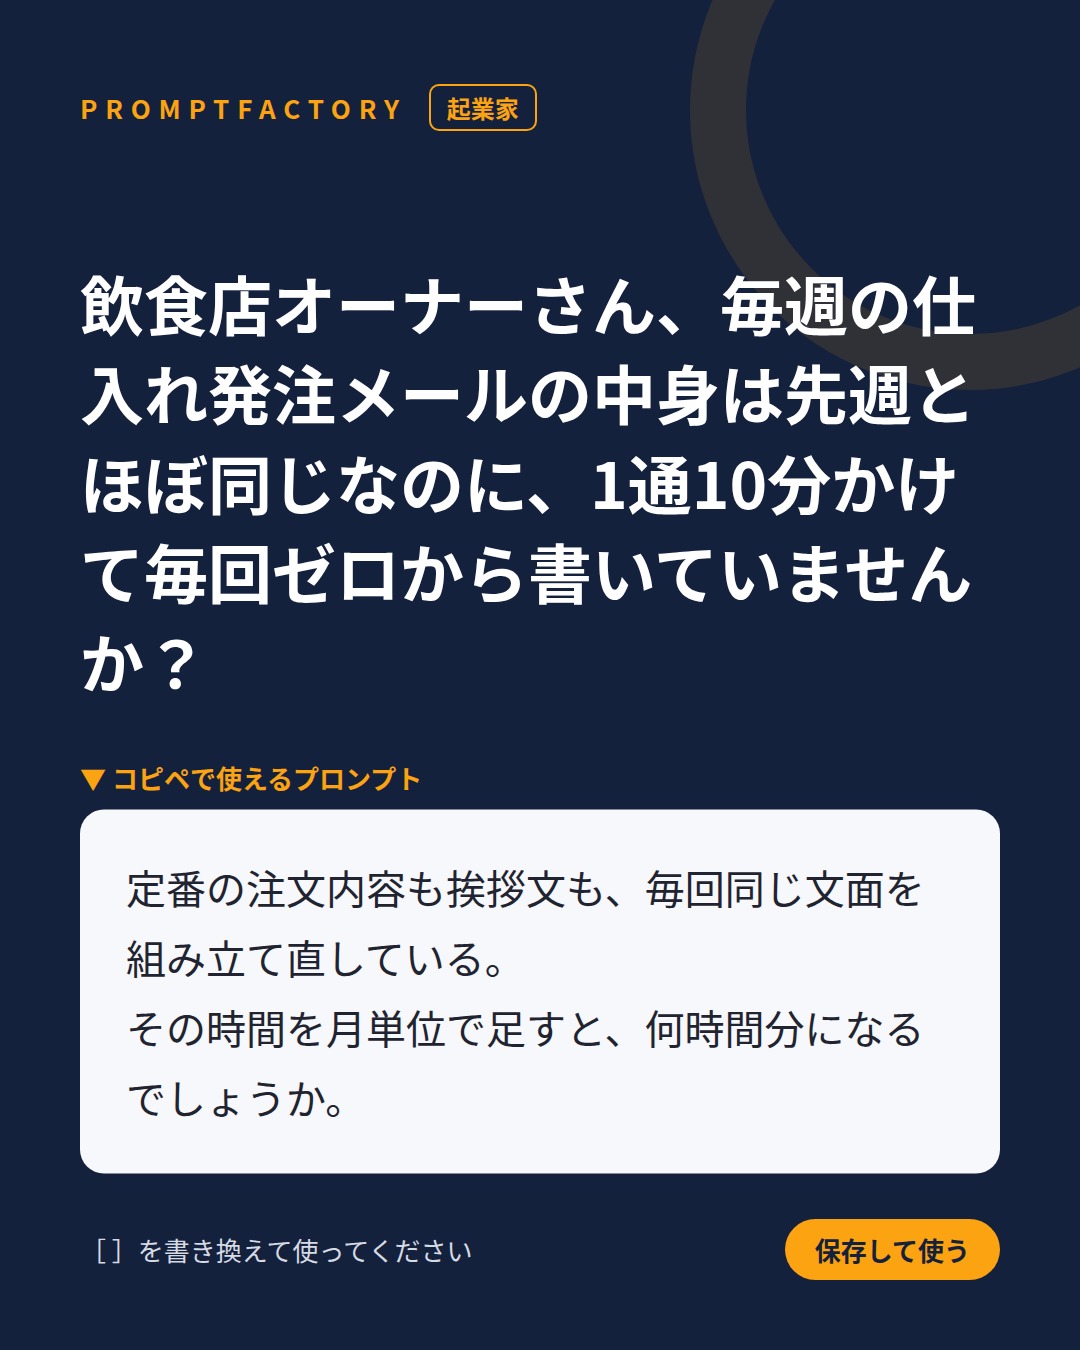 PROMPTFACTORY
起業家
飲食店オーナーさん、毎週の仕
入れ発注メールの中身は先週と
ほぼ同じなのに、1通10分かけ
て毎回ゼロから書いていません
か？
▼ コピペで使えるプロンプト
定番の注文内容も挨拶文も、毎回同じ文面を
組み立て直している。
その時間を月単位で足すと、何時間分になる
でしょうか。
［ ］を書き換えて使ってください
保存して使う